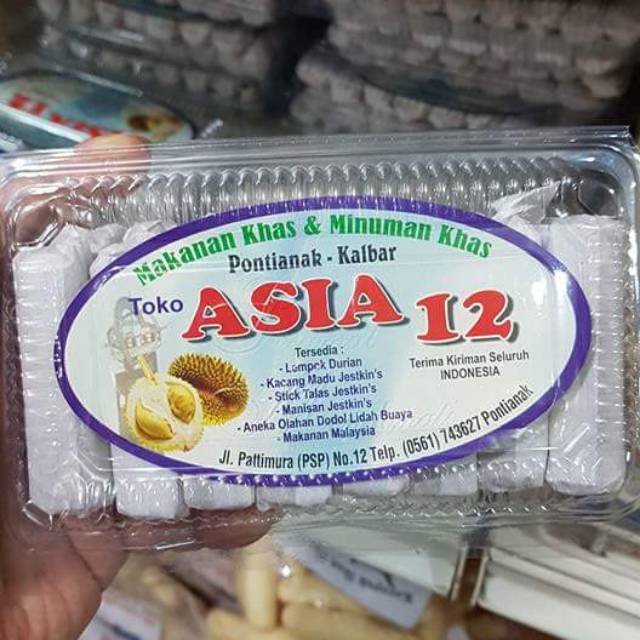 Makanan Khas & Minuman Khas
Pontianak - Kalbar
Toko ASIA 12
Tersedia :
- Lompok Durian
- Kacang Madu Jestkin's
- Stick Talas Jestkin's
- Manisan Jestkin's
- Aneka Olahan Dodol Lidah Buaya
- Makanan Malaysia
Terima Kiriman Seluruh
INDONESIA
Jl. Pattimura (PSP) No.12 Telp. (0561) 743627 Pontianak